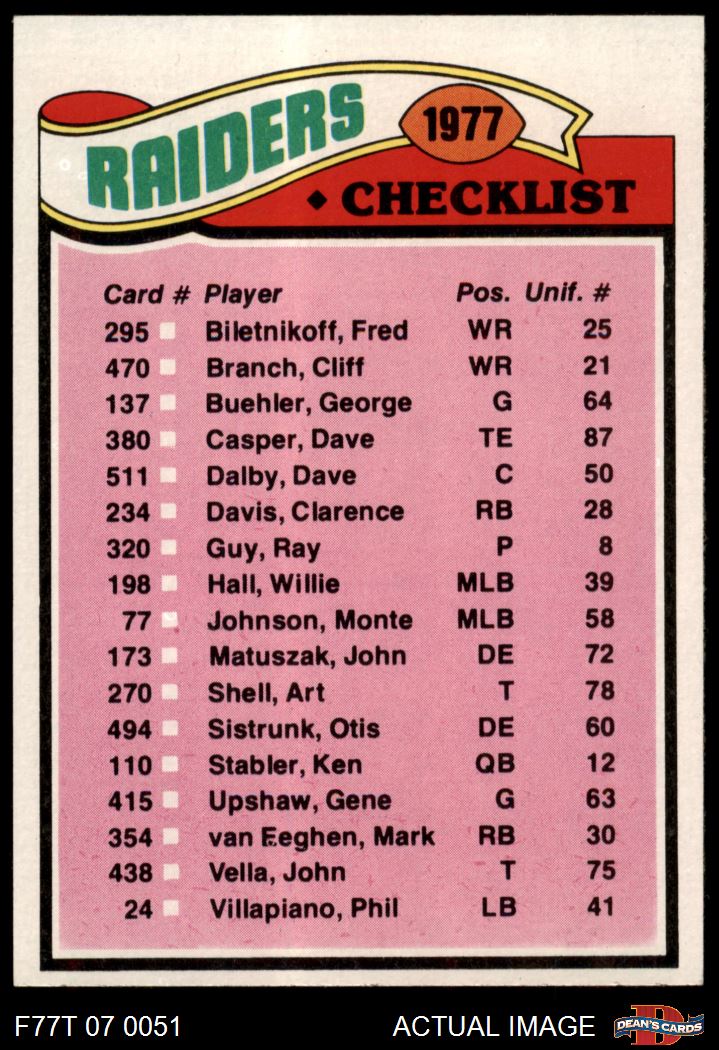 RAIDERS 1977
◆ CHECKLIST
Card # Player Pos. Unif. #
295 Biletnikoff, Fred WR 25
470 Branch, Cliff WR 21
137 Buehler, George G 64
380 Casper, Dave TE 87
511 Dalby, Dave C 50
234 Davis, Clarence RB 28
320 Guy, Ray P 8
198 Hall, Willie MLB 39
77 Johnson, Monte MLB 58
173 Matuszak, John DE 72
270 Shell, Art T 78
494 Sistrunk, Otis DE 60
110 Stabler, Ken QB 12
415 Upshaw, Gene G 63
354 van Eeghen, Mark RB 30
438 Vella, John T 75
24 Villapiano, Phil LB 41
F77T 07 0051 ACTUAL IMAGE D DEAN'S CARDS